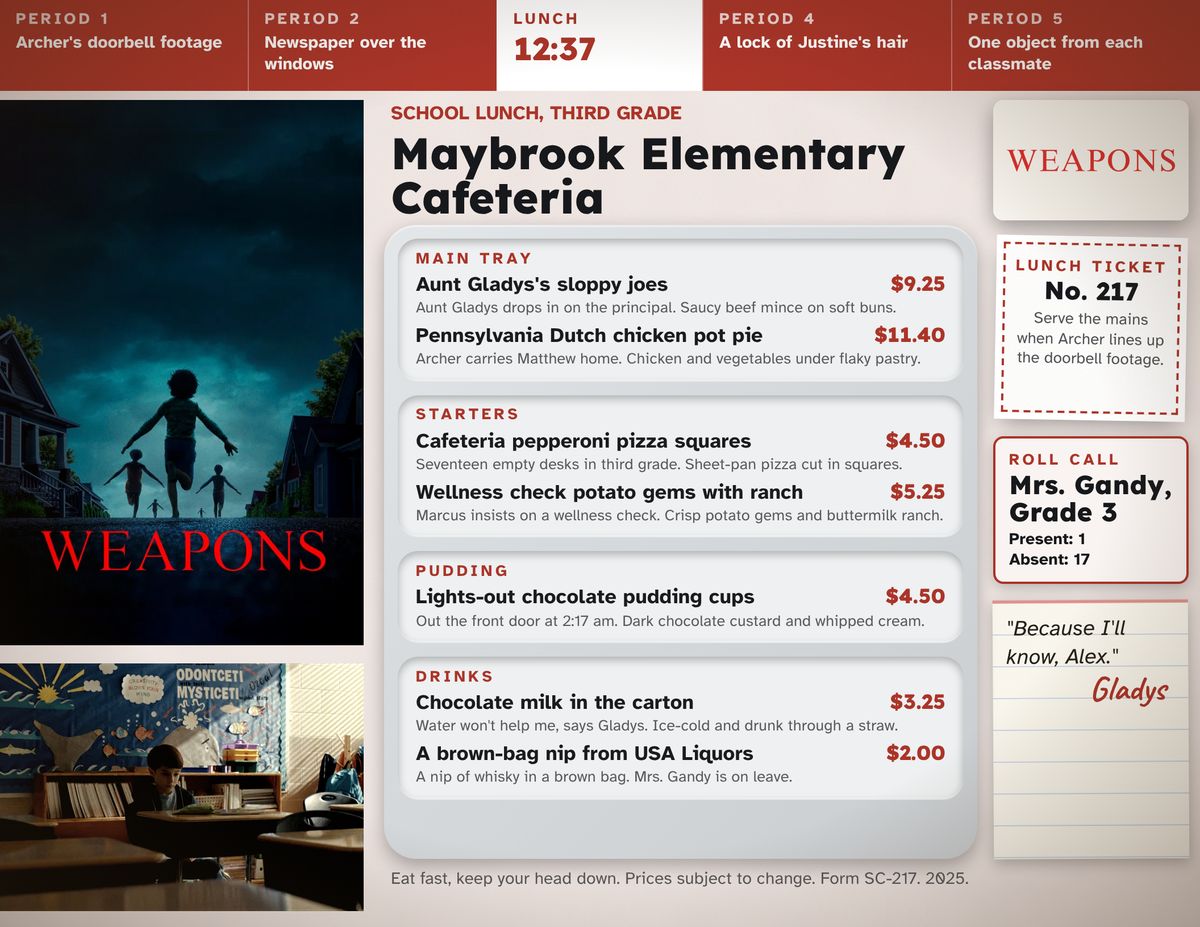 PERIOD 1
Archer's doorbell footage
PERIOD 2
Newspaper over the
windows
LUNCH
12:37
PERIOD 4
A lock of Justine's hair
PERIOD 5
One object from each
classmate
WEAPONS
ODONTCETI
MYSTICETI
SCHOOL LUNCH, THIRD GRADE
Maybrook Elementary
Cafeteria
MAIN TRAY
Aunt Gladys's sloppy joes $9.25
Aunt Gladys drops in on the principal. Saucy beef mince on soft buns.
Pennsylvania Dutch chicken pot pie $11.40
Archer carries Matthew home. Chicken and vegetables under flaky pastry.
STARTERS
Cafeteria pepperoni pizza squares $4.50
Seventeen empty desks in third grade. Sheet-pan pizza cut in squares.
Wellness check potato gems with ranch $5.25
Marcus insists on a wellness check. Crisp potato gems and buttermilk ranch.
PUDDING
Lights-out chocolate pudding cups $4.50
Out the front door at 2:17 am. Dark chocolate custard and whipped cream.
DRINKS
Chocolate milk in the carton $3.25
Water won't help me, says Gladys. Ice-cold and drunk through a straw.
A brown-bag nip from USA Liquors $2.00
A nip of whisky in a brown bag. Mrs. Gandy is on leave.
Eat fast, keep your head down. Prices subject to change. Form SC-217. 2025.
WEAPONS
LUNCH TICKET
No. 217
Serve the mains
when Archer lines up
the doorbell footage.
ROLL CALL
Mrs. Gandy,
Grade 3
Present: 1
Absent: 17
"Because I'll
know, Alex."
Gladys